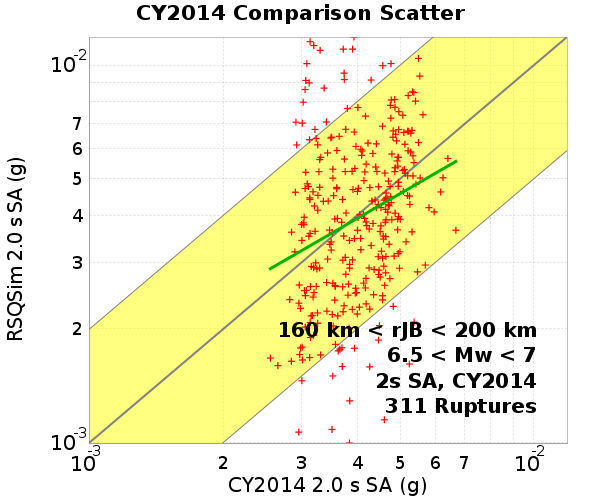 CY2014 Comparison Scatter
RSQSim 2.0 s SA (g)
10-2
7
6
5
4
3
2
10-3
160 km < rJB < 200 km
6.5 < Mw < 7
2s SA, CY2014
311 Ruptures
10-3 2 3 4 5 6 7 10-2
CY2014 2.0 s SA (g)